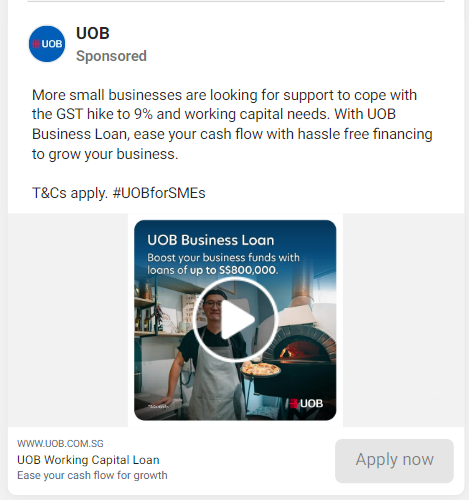 UOB
UOB
Sponsored
More small businesses are looking for support to cope with
the GST hike to 9% and working capital needs. With UOB
Business Loan, ease your cash flow with hassle free financing
to grow your business.
T&Cs apply. #UOBforSMEs
UOB Business Loan
Boost your business funds with
loans of up to S$800,000.
UOB
WWW.UOB.COM.SG
UOB Working Capital Loan
Ease your cash flow for growth
Apply now